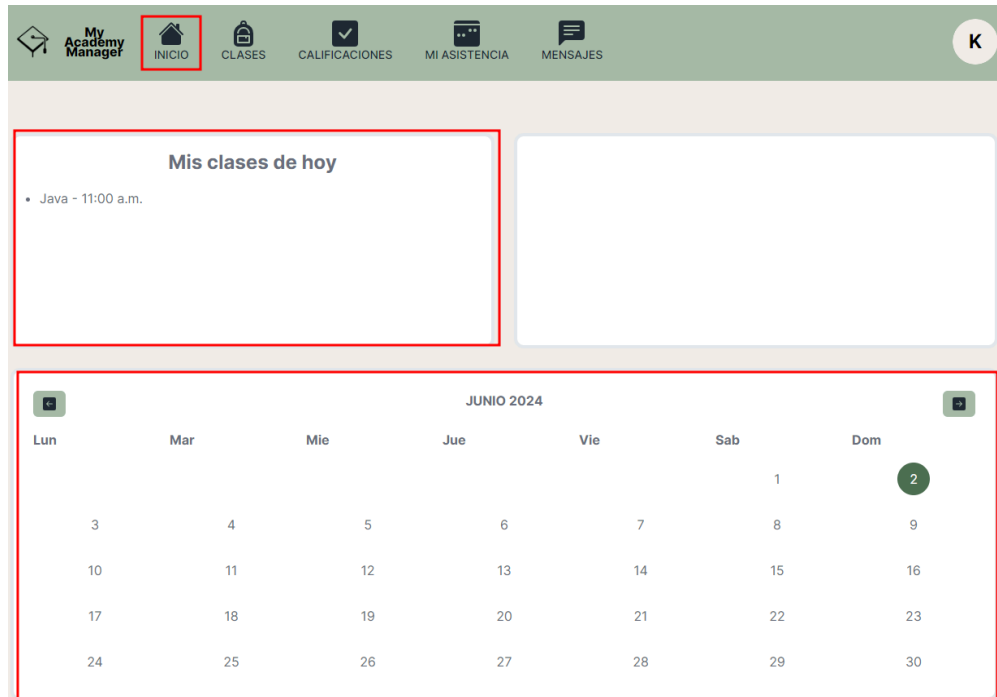 My
Academy
Manager
INICIO
CLASES
CALIFICACIONES
MI ASISTENCIA
MENSAJES
K
Mis clases de hoy
• Java - 11:00 a.m.
JUNIO 2024
Lun Mar Mie Jue Vie Sab Dom
1 2
3 4 5 6 7 8 9
10 11 12 13 14 15 16
17 18 19 20 21 22 23
24 25 26 27 28 29 30